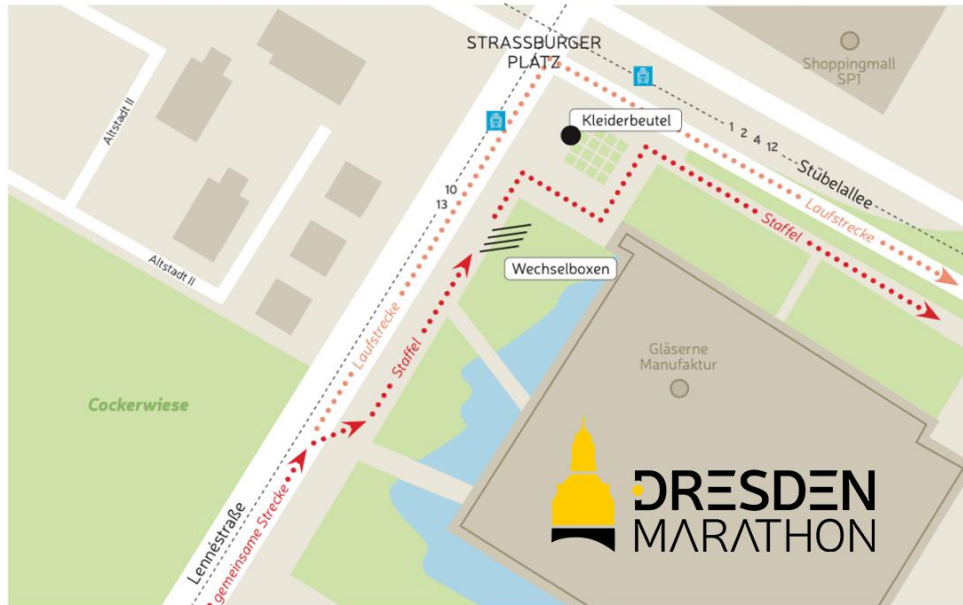 STRASSBURGER
PLATZ
Shoppingmall
SP1
Kleiderbeutel
1 2 4 12
Stübelallee
Altstadt II
10
13
Laufstrecke
Staffel
Altstadt II
Wechselboxen
Laufstrecke
Staffel
Gläserne
Manufaktur
Cockerwiese
Lennéstraße
gemeinsame Strecke
DRESDEN
MARATHON